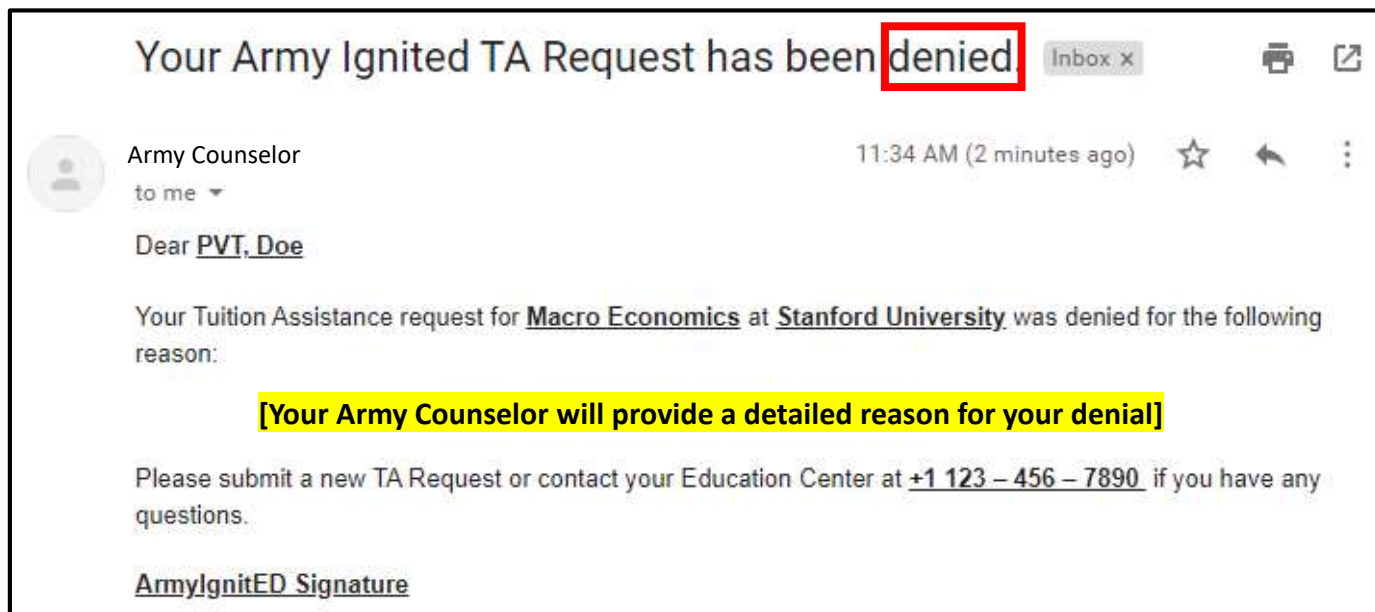 Your Army Ignited TA Request has been denied. Inbox x
Army Counselor 11:34 AM (2 minutes ago)
to me
Dear PVT, Doe
Your Tuition Assistance request for Macro Economics at Stanford University was denied for the following
reason:
[Your Army Counselor will provide a detailed reason for your denial]
Please submit a new TA Request or contact your Education Center at +1 123 – 456 – 7890 if you have any
questions.
ArmyIgnitED Signature